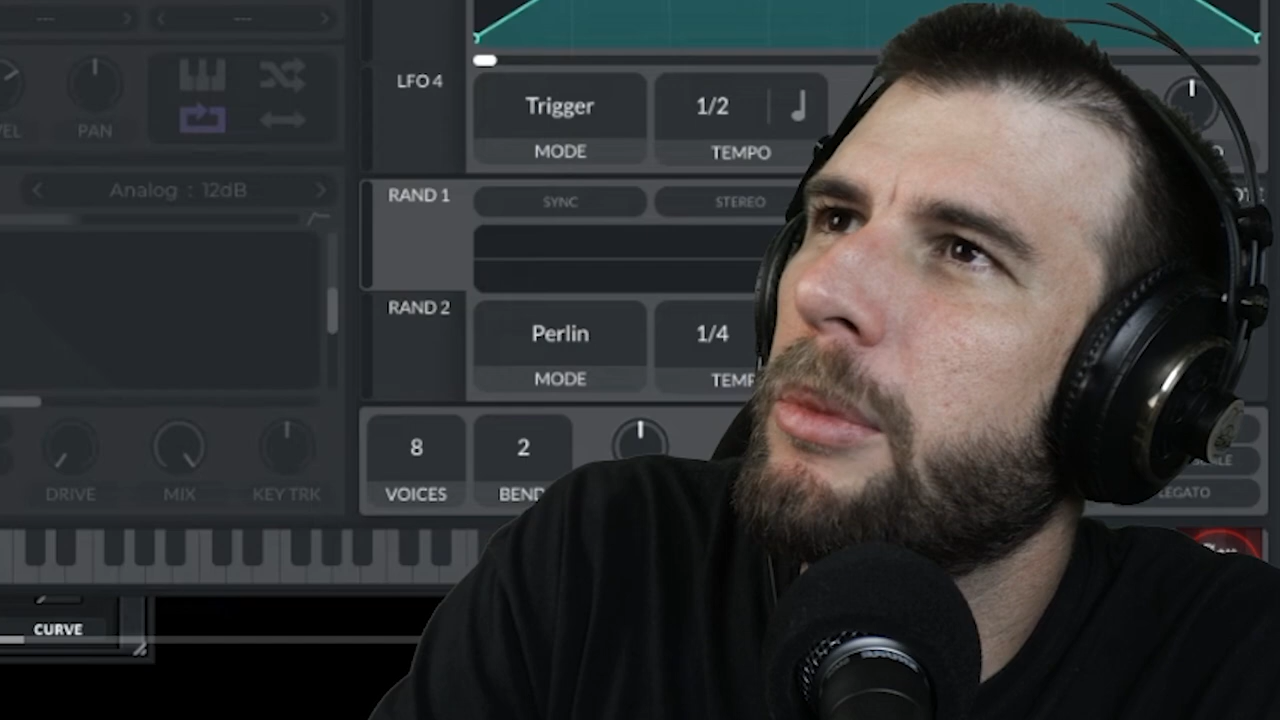 --- ---
LFO 4
Trigger 1/2
PAN
MODE TEMPO
Analog : 12dB
RAND 1
SYNC STEREO
RAND 2
Perlin 1/4
MODE
8 2
DRIVE MIX KEY TRK
VOICES BEND
LEGATO
CURVE